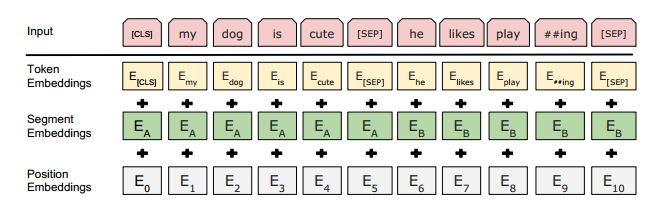 Input [CLS] my dog is cute [SEP] he likes play ##ing [SEP]
Token Embeddings E[CLS] Emy Edog Eis Ecute E[SEP] Ehe Elikes Eplay E##ing E[SEP]
+ + + + + + + + + + +
Segment Embeddings EA EA EA EA EA EA EB EB EB EB EB
+ + + + + + + + + + +
Position Embeddings E0 E1 E2 E3 E4 E5 E6 E7 E8 E9 E10